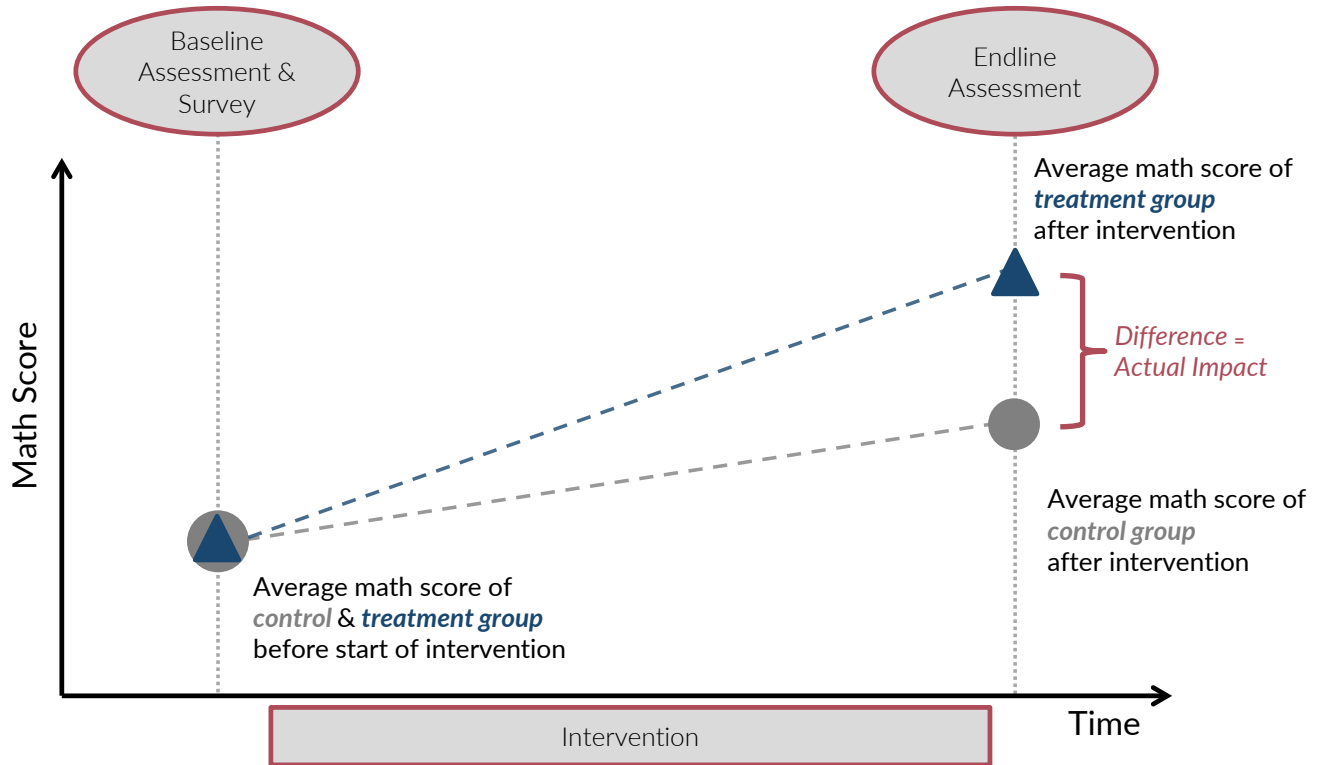 Baseline
Assessment &
Survey
Endline
Assessment
Average math score of
treatment group
after intervention
Difference =
Actual Impact
Math Score
Average math score of
control group
after intervention
Average math score of
control & treatment group
before start of intervention
Time
Intervention